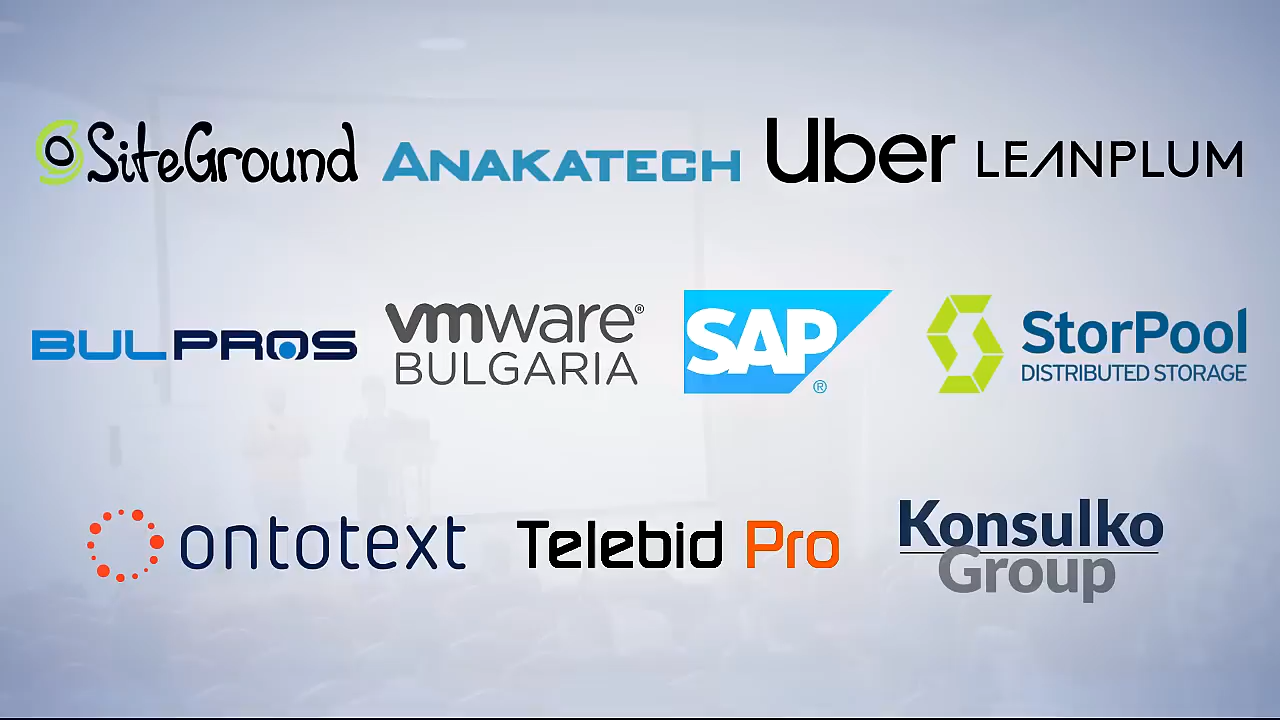 SiteGround
ANAKATECH
Uber
LEANPLUM
BULPROS
vmware®
BULGARIA
SAP
®
StorPool
DISTRIBUTED STORAGE
ontotext
Telebid Pro
Konsulko
Group